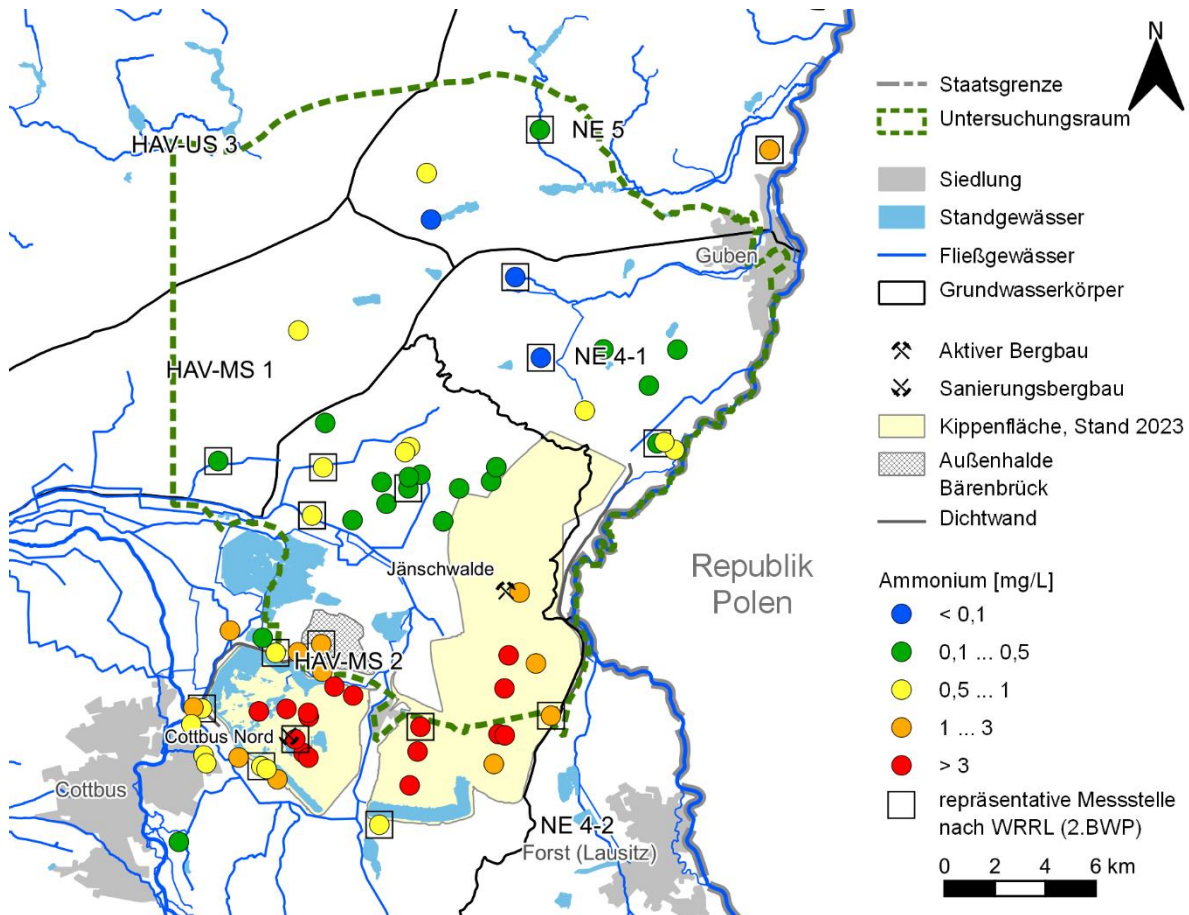 HAV-US 3
NE 5
Guben
NE 4-1
HAV-MS 1
Jänschwalde
Republik
Polen
HAV-MS 2
Cottbus Nord
Cottbus
NE 4-2
Forst (Lausitz)
N
Staatsgrenze
Untersuchungsraum
Siedlung
Standgewässer
Fließgewässer
Grundwasserkörper
Aktiver Bergbau
Sanierungsbergbau
Kippenfläche, Stand 2023
Außenhalde
Bärenbrück
Dichtwand
Ammonium [mg/L]
< 0,1
0,1 ... 0,5
0,5 ... 1
1 ... 3
> 3
repräsentative Messstelle
nach WRRL (2.BWP)
0 2 4 6 km